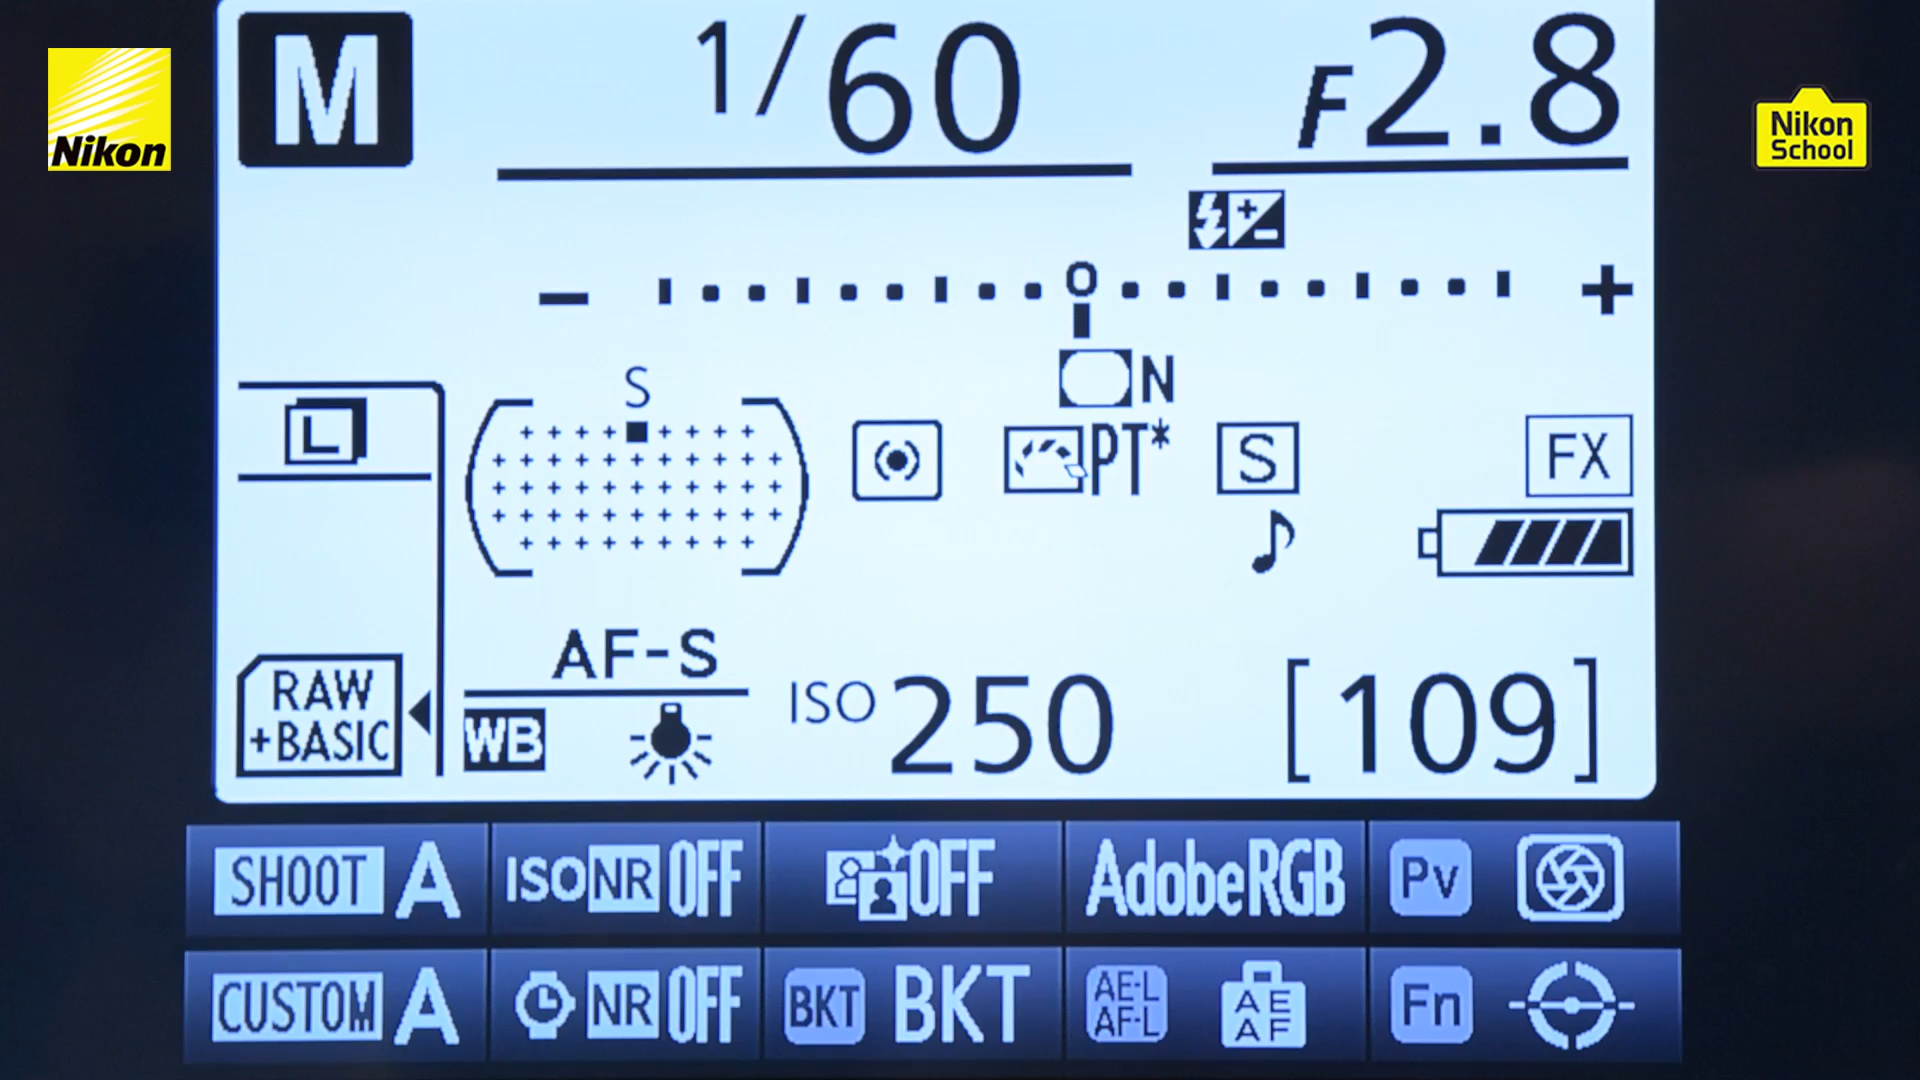 M 1/60 F2.8
Nikon
Nikon
School
- 0 +
N
S
L
PT* S FX
AF-S
RAW
+BASIC
WB ISO 250 [109]
SHOOT A ISO NR OFF OFF AdobeRGB Pv
CUSTOM A NR OFF BKT BKT AE-L
AF-L AE
AF Fn